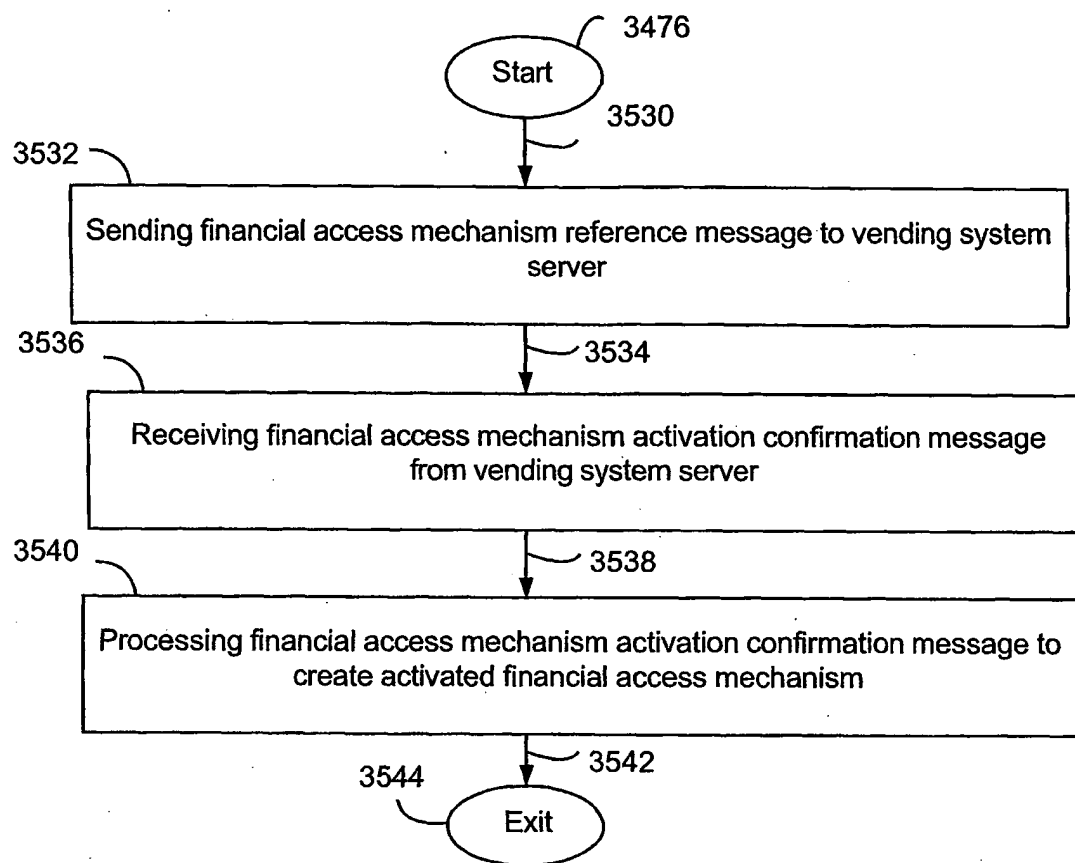 3476
Start
3530
3532
Sending financial access mechanism reference message to vending system
server
3534
3536
Receiving financial access mechanism activation confirmation message
from vending system server
3538
3540
Processing financial access mechanism activation confirmation message to
create activated financial access mechanism
3542
3544
Exit